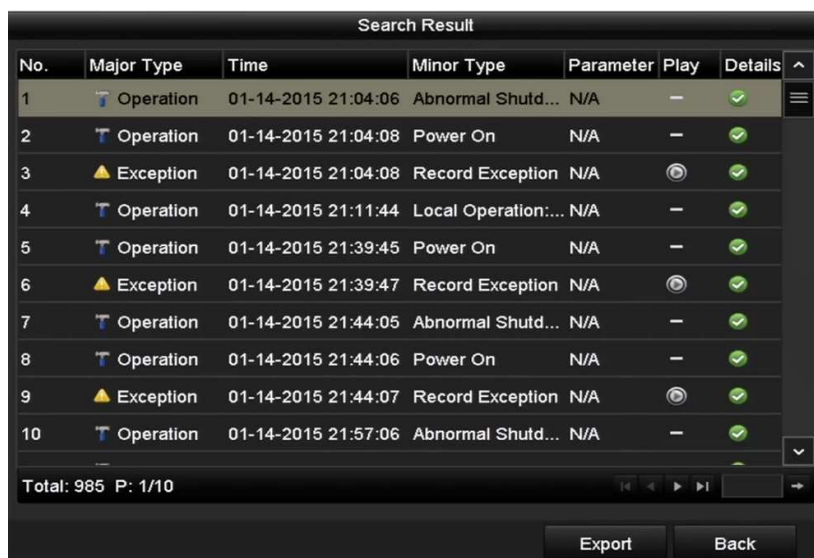 Search Result
No. Major Type Time Minor Type Parameter Play Details
1 Operation 01-14-2015 21:04:06 Abnormal Shutd... N/A –
2 Operation 01-14-2015 21:04:08 Power On N/A –
3 Exception 01-14-2015 21:04:08 Record Exception N/A
4 Operation 01-14-2015 21:11:44 Local Operation:... N/A –
5 Operation 01-14-2015 21:39:45 Power On N/A –
6 Exception 01-14-2015 21:39:47 Record Exception N/A
7 Operation 01-14-2015 21:44:05 Abnormal Shutd... N/A –
8 Operation 01-14-2015 21:44:06 Power On N/A –
9 Exception 01-14-2015 21:44:07 Record Exception N/A
10 Operation 01-14-2015 21:57:06 Abnormal Shutd... N/A –
Total: 985 P: 1/10
Export Back